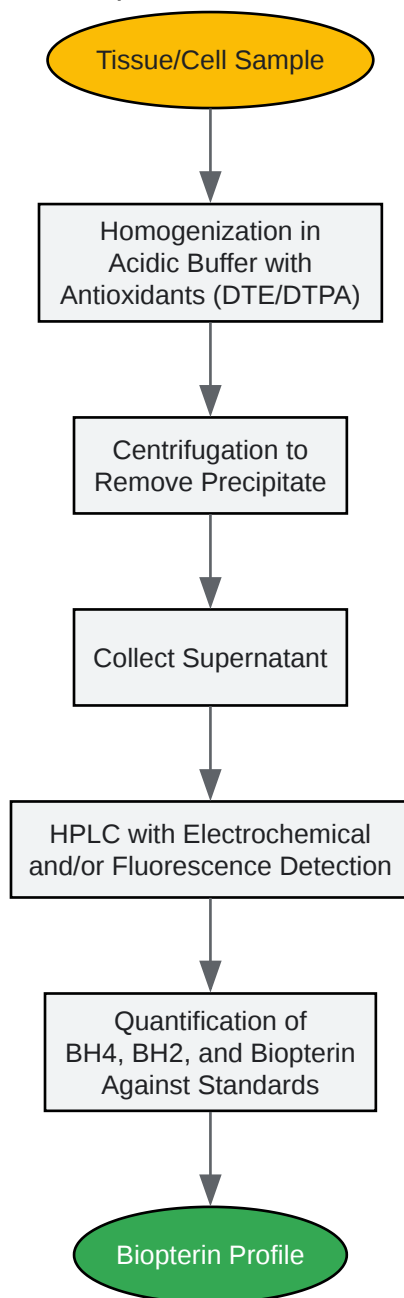 Tissue/Cell Sample
Homogenization in
Acidic Buffer with
Antioxidants (DTE/DTPA)
Centrifugation to
Remove Precipitate
Collect Supernatant
HPLC with Electrochemical
and/or Fluorescence Detection
Quantification of
BH4, BH2, and Biopterin
Against Standards
Biopterin Profile